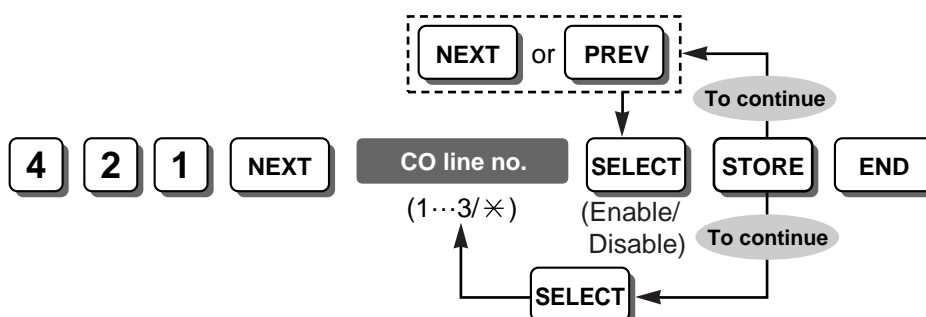 NEXT or PREV
To continue
4 2 1 NEXT CO line no. SELECT STORE END
(1···3/✳)
(Enable/
Disable)
To continue
SELECT